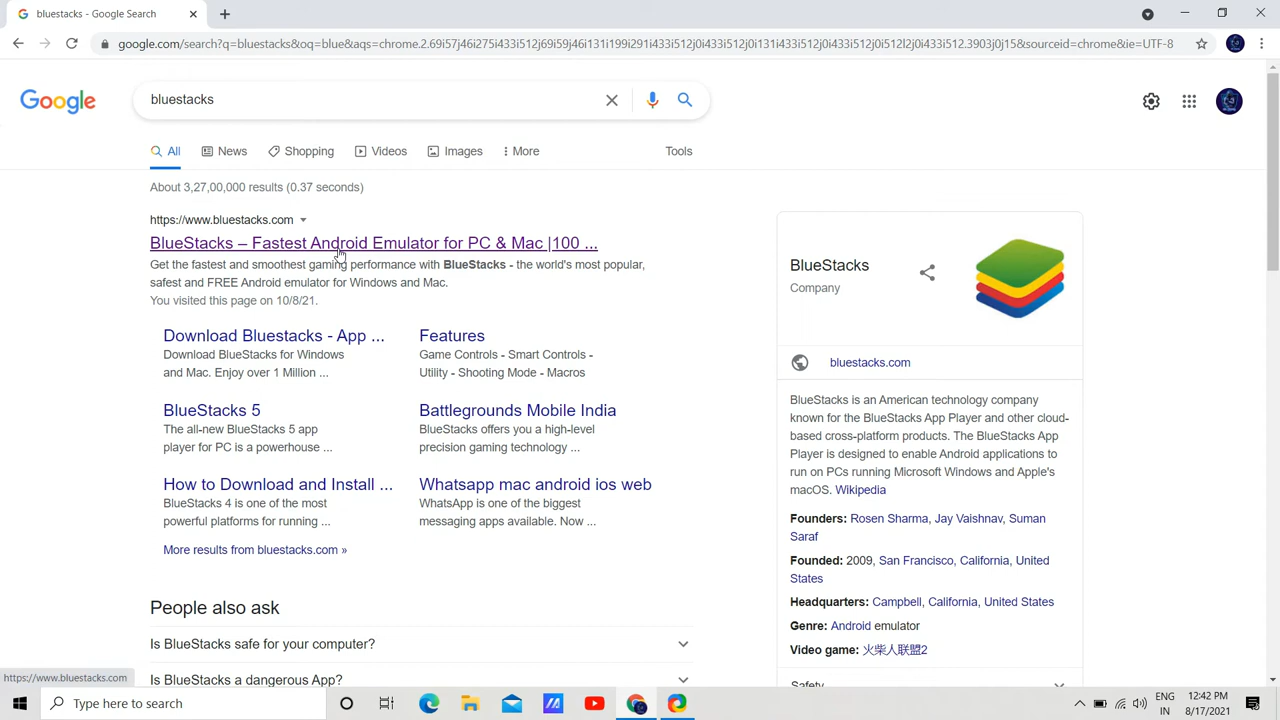 bluestacks - Google Search
google.com/search?q=bluestacks&oq=blue&aqs=chrome.2.69i57j46i275i433i512j69i59j46i131i199i291i433i512j0i131i433i512j0i433i512j0i512l2j0i433i512.3903j0j15&sourceid=chrome&ie=UTF-8
Google
bluestacks
All News Shopping Videos Images More Tools
About 3,27,00,000 results (0.37 seconds)
https://www.bluestacks.com
BlueStacks – Fastest Android Emulator for PC & Mac |100 ...
Get the fastest and smoothest gaming performance with BlueStacks - the world's most popular,
safest and FREE Android emulator for Windows and Mac.
You visited this page on 10/8/21.
Download Bluestacks - App ...
Download BlueStacks for Windows
and Mac. Enjoy over 1 Million ...
Features
Game Controls - Smart Controls -
Utility - Shooting Mode - Macros
BlueStacks 5
The all-new BlueStacks 5 app
player for PC is a powerhouse ...
Battlegrounds Mobile India
BlueStacks offers you a high-level
precision gaming technology ...
How to Download and Install ...
BlueStacks 4 is one of the most
powerful platforms for running ...
Whatsapp mac android ios web
WhatsApp is one of the biggest
messaging apps available. Now ...
More results from bluestacks.com »
People also ask
Is BlueStacks safe for your computer?
Is BlueStacks a dangerous App?
BlueStacks
Company
bluestacks.com
BlueStacks is an American technology company
known for the BlueStacks App Player and other cloud-
based cross-platform products. The BlueStacks App
Player is designed to enable Android applications to
run on PCs running Microsoft Windows and Apple's
macOS. Wikipedia
Founders: Rosen Sharma, Jay Vaishnav, Suman
Saraf
Founded: 2009, San Francisco, California, United
States
Headquarters: Campbell, California, United States
Genre: Android emulator
Video game: 火柴人联盟2
Safety
https://www.bluestacks.com
Type here to search
ENG
IN
12:42 PM
8/17/2021